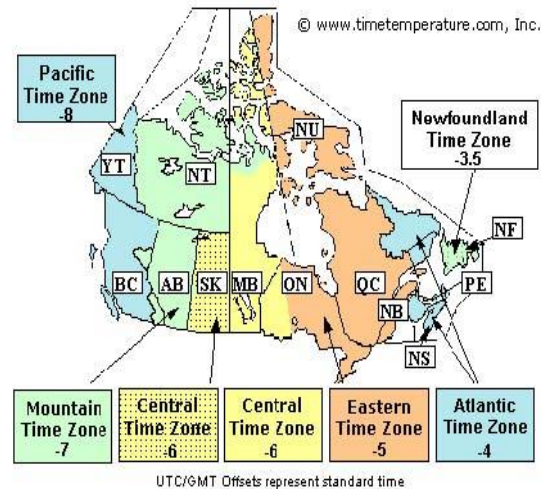 © www.timetemperature.com, Inc.
Pacific
Time Zone
-8
Newfoundland
Time Zone
-3.5
NU
YT
NT
NF
BC
AB
SK
MB
ON
QC
PE
NB
NS
Mountain
Time Zone
-7
Central
Time Zone
-6
Central
Time Zone
-6
Eastern
Time Zone
-5
Atlantic
Time Zone
-4
UTC/GMT Offsets represent standard time